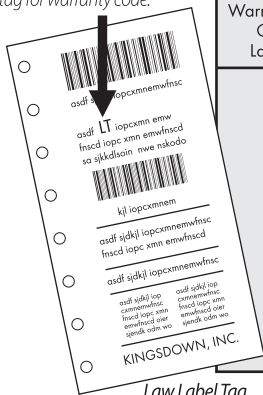 tag for warranty code.
Warr
asdf sj iopcxmnemwfnsc
asdf LT iopcxmn emw
fnscd iopc xmn emwfnscd
sa sjkkdlsoin nwe nskodo
kjl iopcxmnem
asdf sjdkjl iopcxmnemwfnsc
fnscd iopc xmn emwfnscd
asdf sjdkjl iopcxmnemwfnsc
asdf sjdkjl iop
cxmnemwfnsc
fnscd iopc xmn
emwfnscd oier
sjendk odm wo
asdf sjdkjl iop
cxmnemwfnsc
fnscd iopc xmn
emwfnscd oier
sjendk odm wo
KINGSDOWN, INC.
Law Label Tag